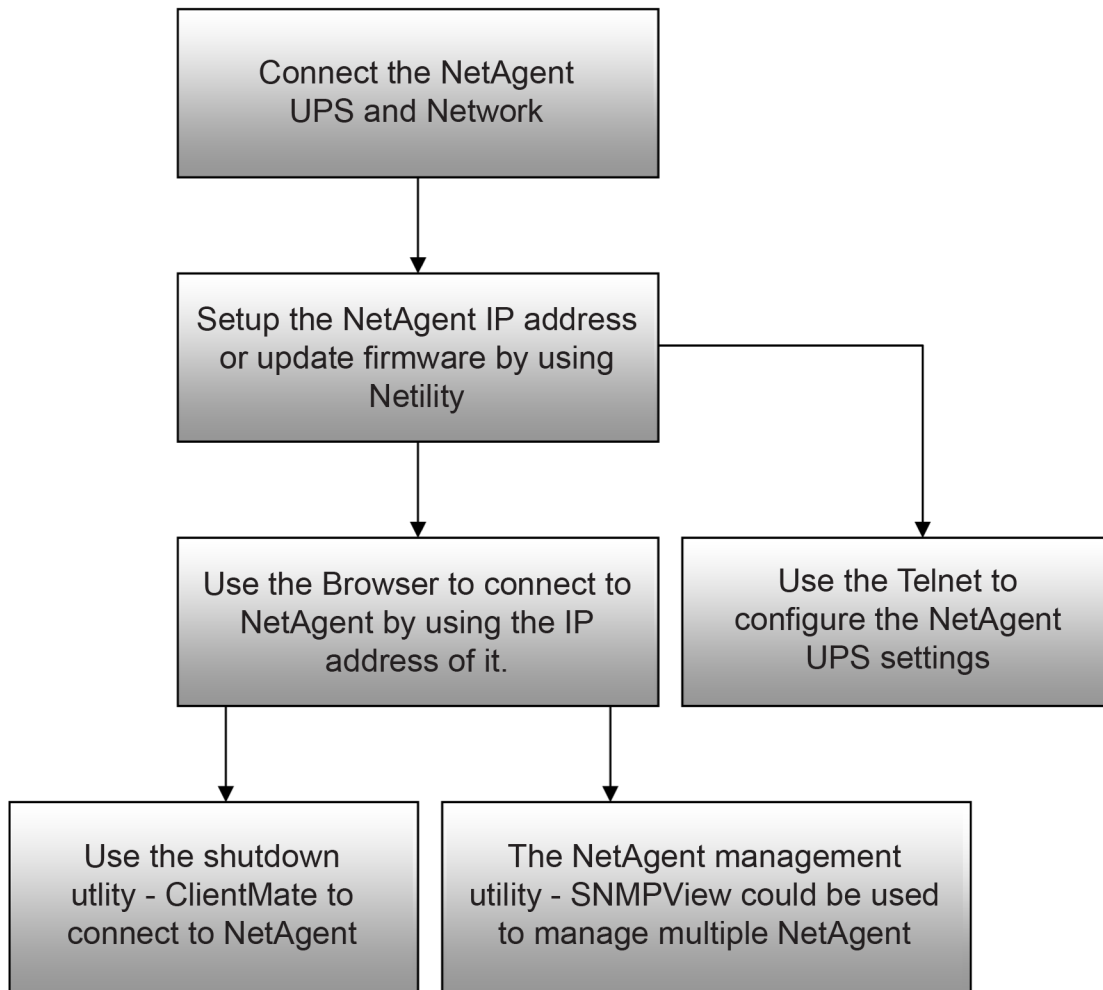 Connect the NetAgent
UPS and Network
Setup the NetAgent IP address
or update firmware by using
Netility
Use the Browser to connect to
NetAgent by using the IP
address of it.
Use the Telnet to
configure the NetAgent
UPS settings
Use the shutdown
utlity - ClientMate to
connect to NetAgent
The NetAgent management
utility - SNMPView could be used
to manage multiple NetAgent